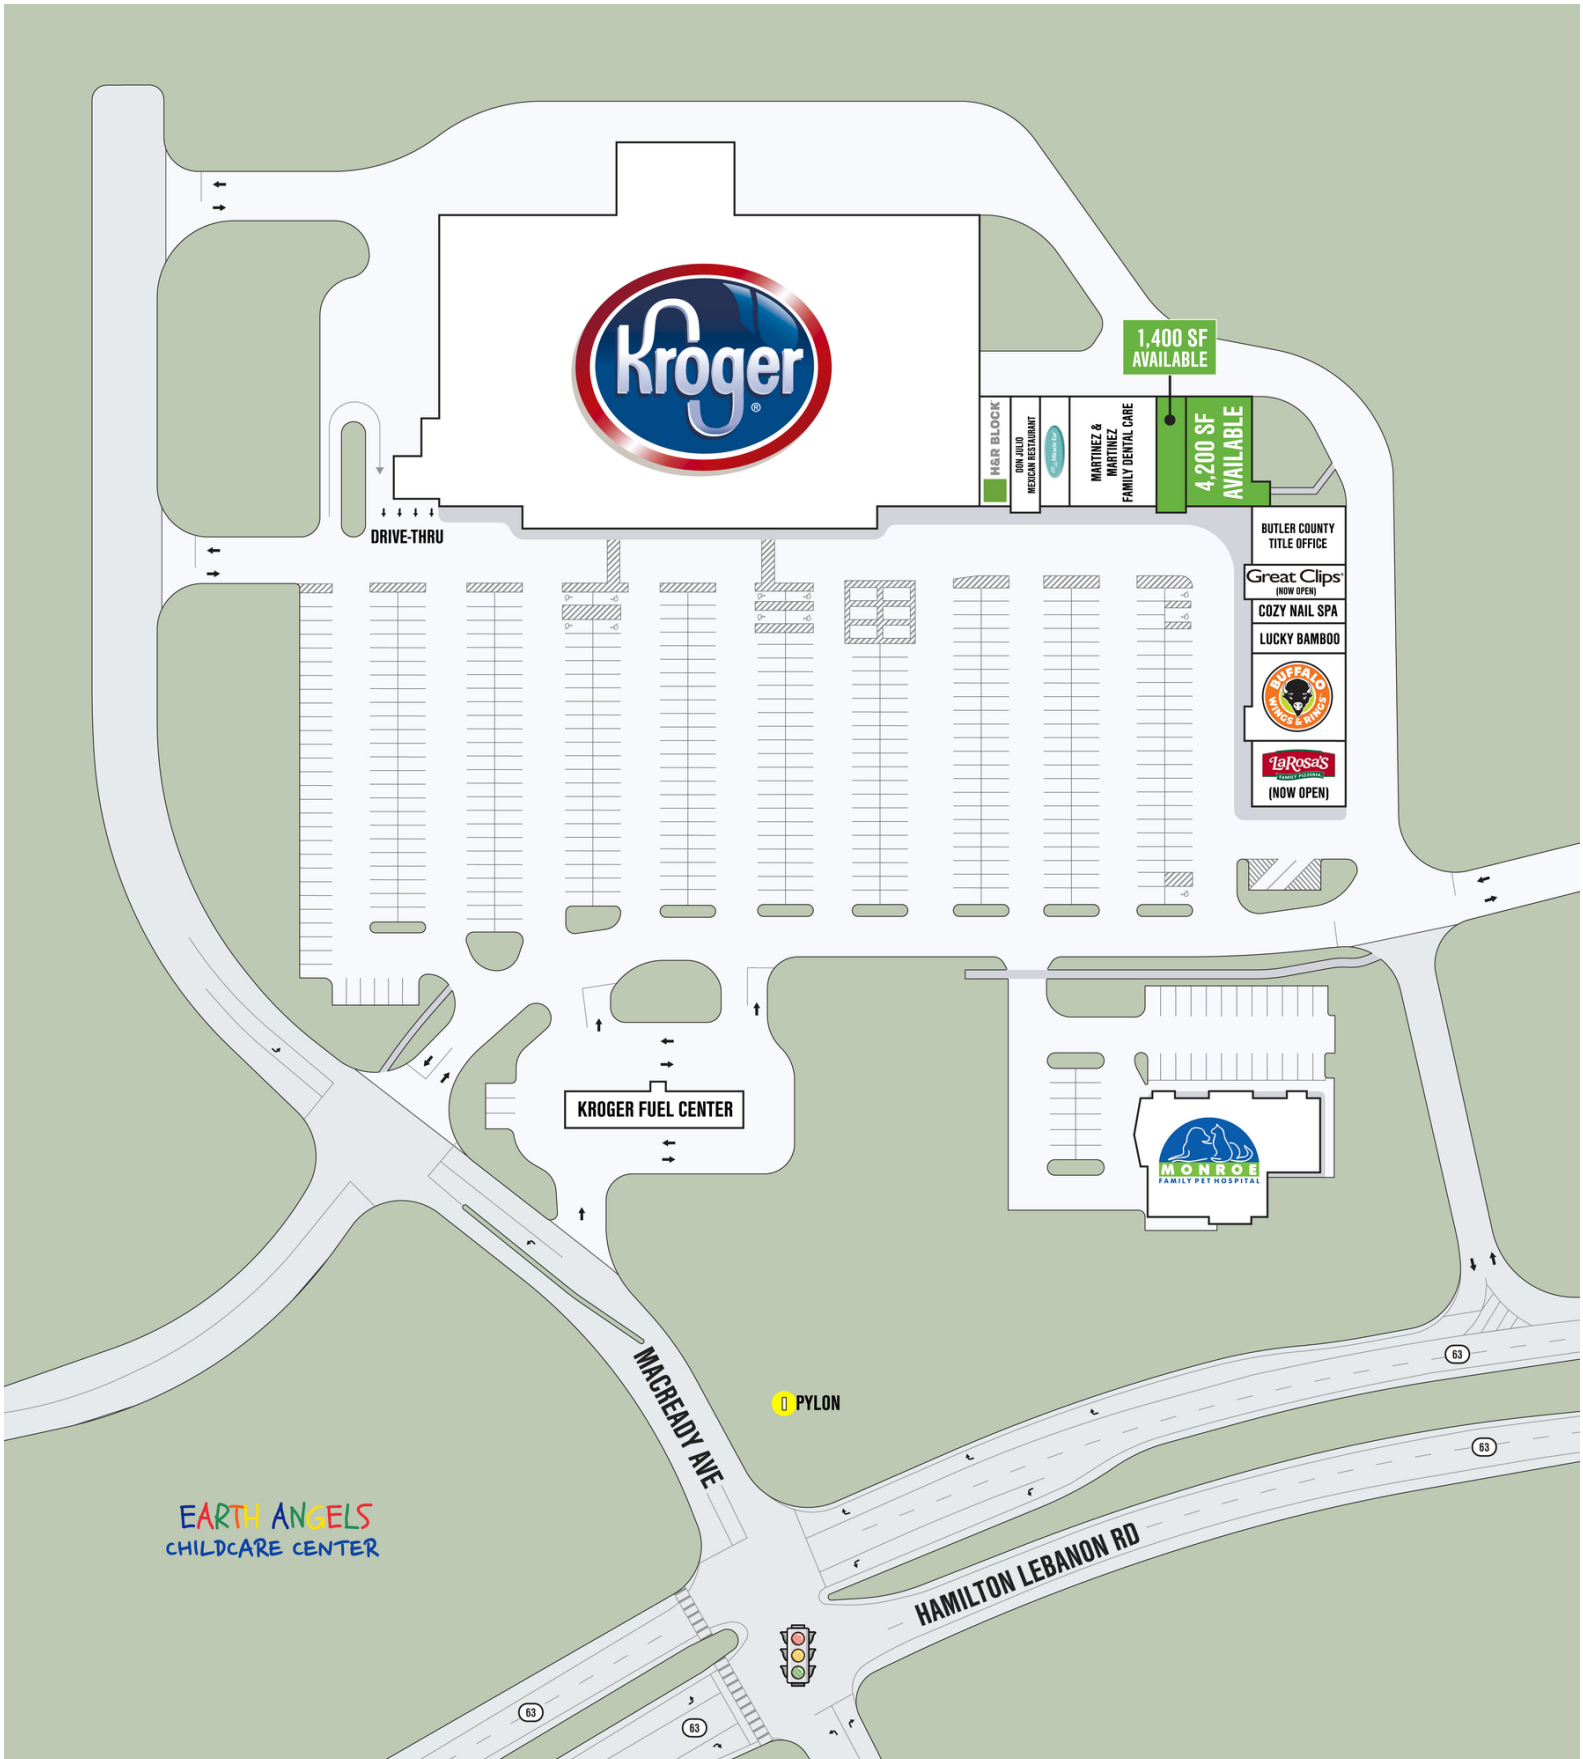 Kroger
®
1,400 SF
AVAILABLE
H&R BLOCK
DON JULIO
MEXICAN RESTAURANT
Miracle-Ear
MARTINEZ &
MARTINEZ
FAMILY DENTAL CARE
4,200 SF
AVAILABLE
DRIVE-THRU
BUTLER COUNTY
TITLE OFFICE
Great Clips®
(NOW OPEN)
COZY NAIL SPA
LUCKY BAMBOO
BUFFALO
WINGS & RINGS
LaRosa's
FAMILY PIZZERIA
(NOW OPEN)
KROGER FUEL CENTER
MONROE
FAMILY PET HOSPITAL
63
MACREADY AVE
PYLON
63
EARTH ANGELS
CHILDCARE CENTER
HAMILTON LEBANON RD
63
63